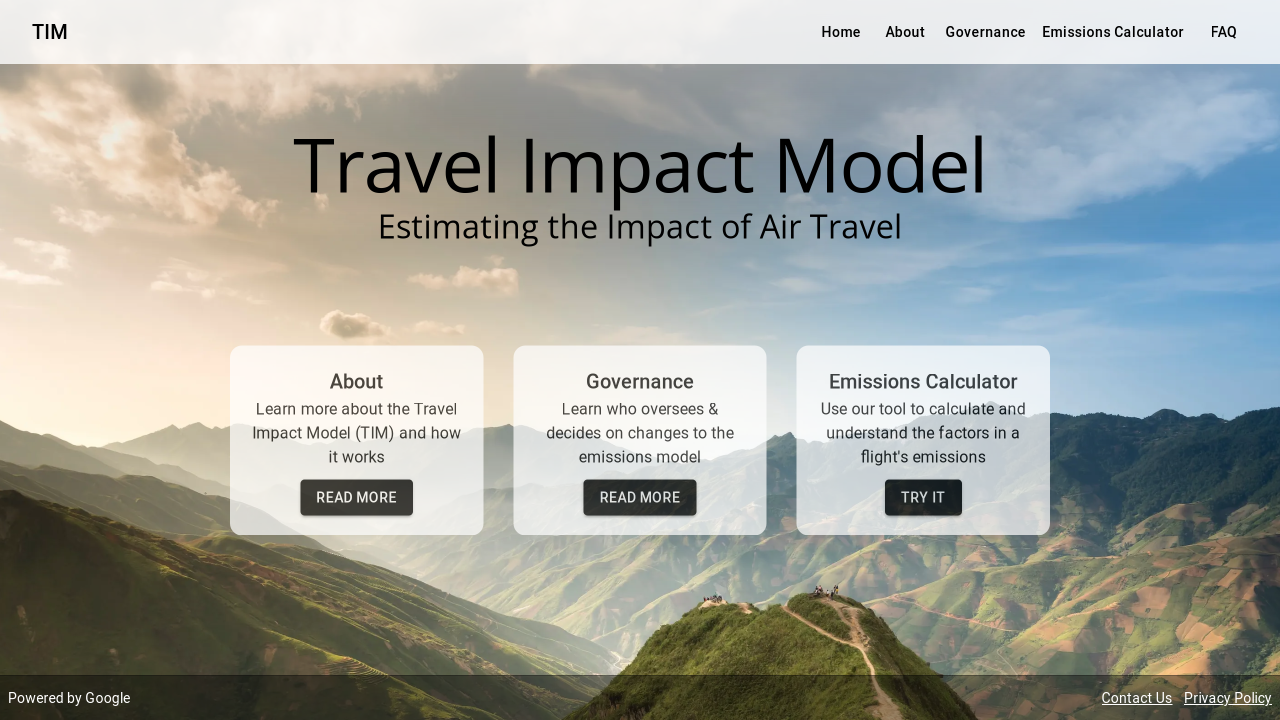 TIM
Home About Governance Emissions Calculator FAQ
Travel Impact Model
Estimating the Impact of Air Travel
About
Learn more about the Travel
Impact Model (TIM) and how
it works
READ MORE
Governance
Learn who oversees &
decides on changes to the
emissions model
READ MORE
Emissions Calculator
Use our tool to calculate and
understand the factors in a
flight's emissions
TRY IT
Powered by Google
Contact Us Privacy Policy